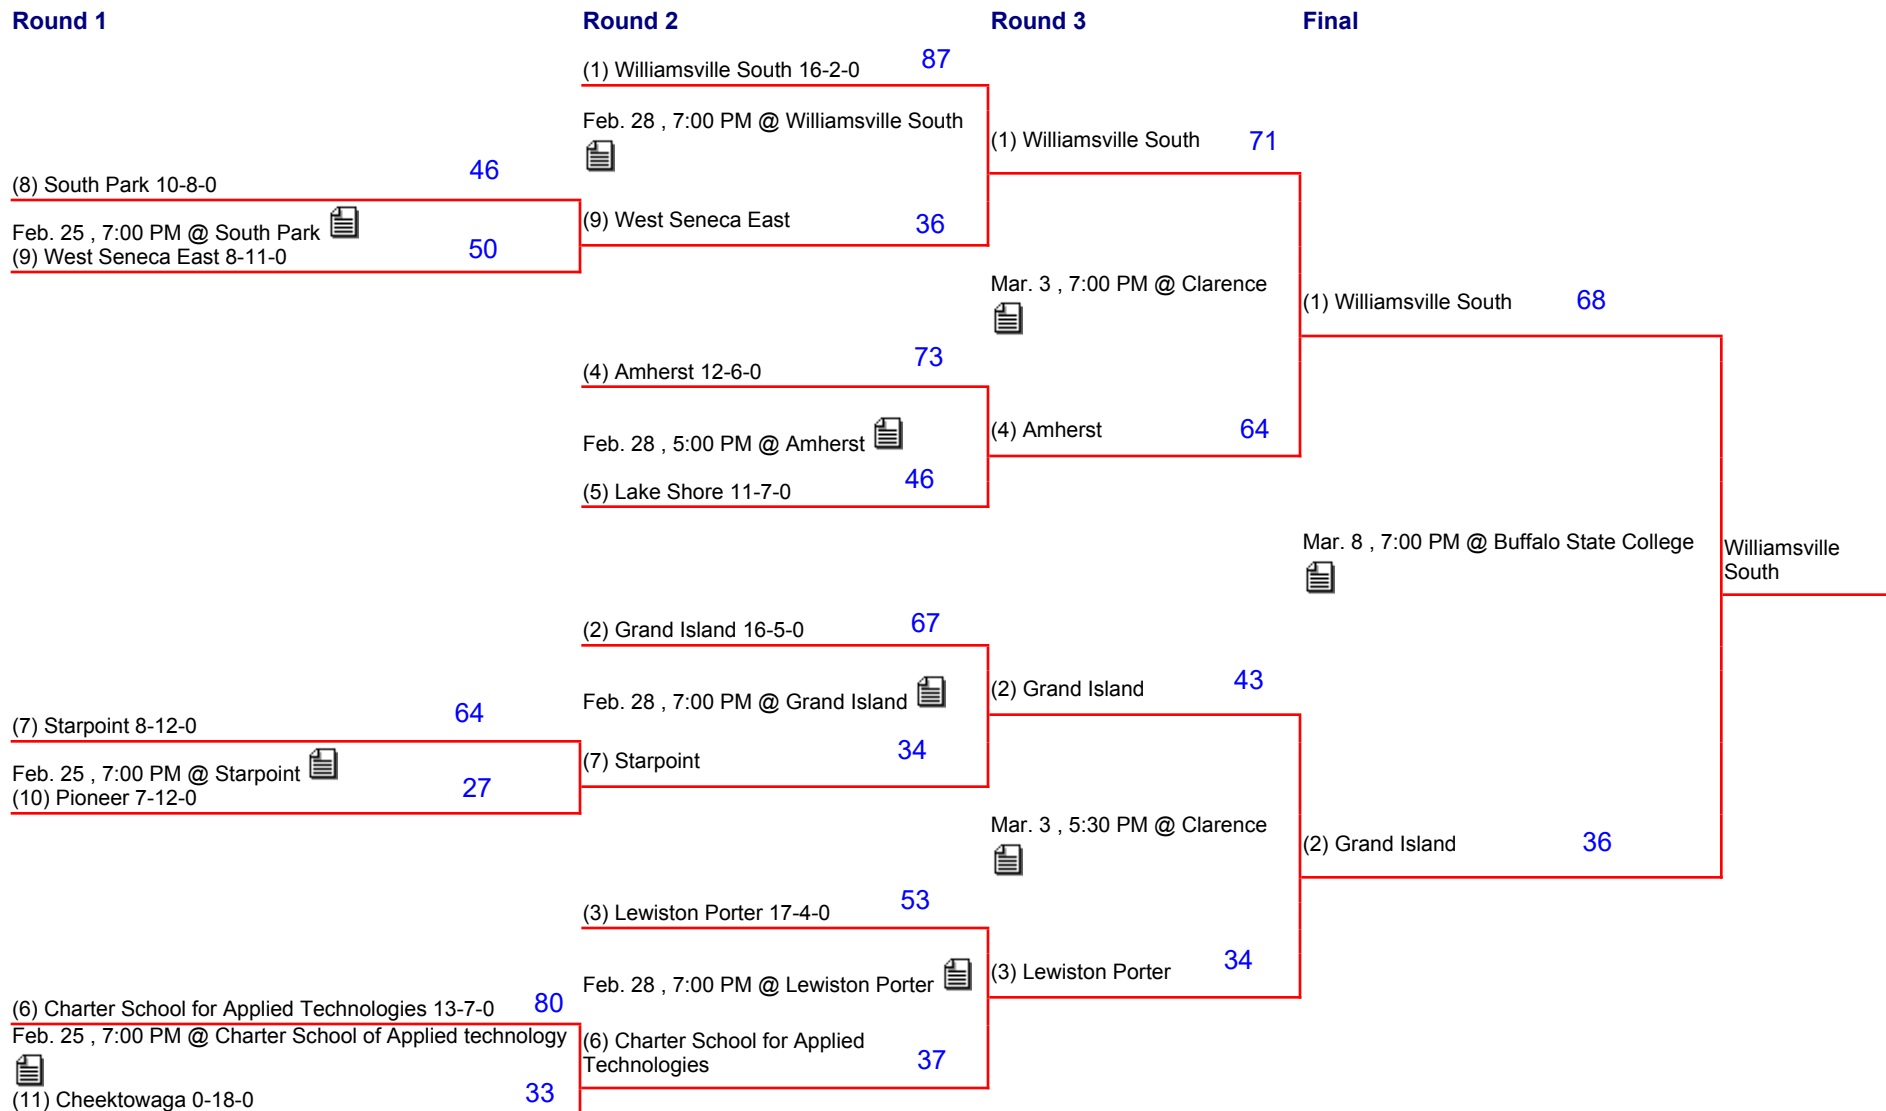 Round 1
Round 2
Round 3
Final
(1) Williamsville South 16-2-0
87
Feb. 28 , 7:00 PM @ Williamsville South
(1) Williamsville South
71
(8) South Park 10-8-0
46
Feb. 25 , 7:00 PM @ South Park
(9) West Seneca East 8-11-0
50
(9) West Seneca East
36
Mar. 3 , 7:00 PM @ Clarence
(1) Williamsville South
68
(4) Amherst 12-6-0
73
Feb. 28 , 5:00 PM @ Amherst
(4) Amherst
64
(5) Lake Shore 11-7-0
46
Mar. 8 , 7:00 PM @ Buffalo State College
Williamsville
South
(2) Grand Island 16-5-0
67
Feb. 28 , 7:00 PM @ Grand Island
(2) Grand Island
43
(7) Starpoint 8-12-0
64
Feb. 25 , 7:00 PM @ Starpoint
(10) Pioneer 7-12-0
27
(7) Starpoint
34
Mar. 3 , 5:30 PM @ Clarence
(2) Grand Island
36
(3) Lewiston Porter 17-4-0
53
Feb. 28 , 7:00 PM @ Lewiston Porter
(3) Lewiston Porter
34
(6) Charter School for Applied Technologies 13-7-0
80
Feb. 25 , 7:00 PM @ Charter School of Applied technology
(6) Charter School for Applied
Technologies
37
(11) Cheektowaga 0-18-0
33